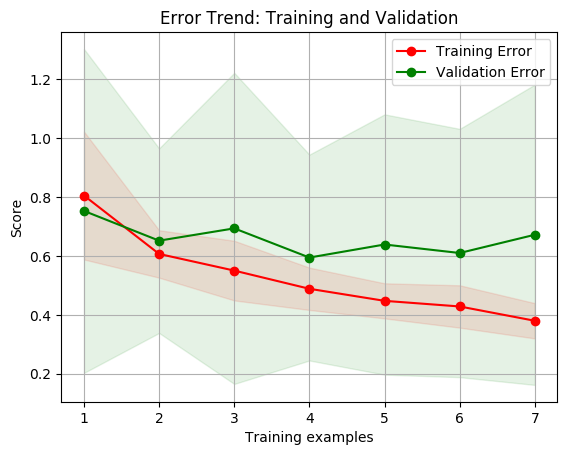 Error Trend: Training and Validation
Training Error
Validation Error
1.2
1.0
0.8
0.6
0.4
0.2
Score
1 2 3 4 5 6 7
Training examples